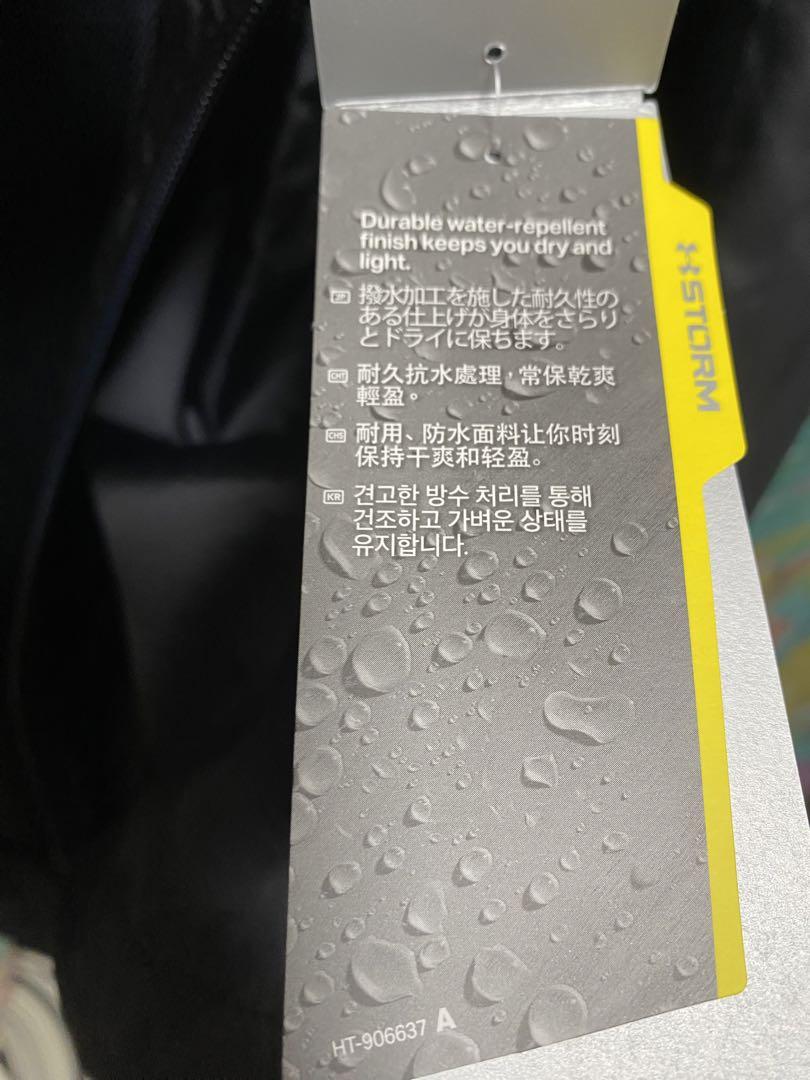 Durable water-repellent
finish keeps you dry and
light.
JP 撥水加工を施した耐久性の
ある仕上げが身体をさらり
とドライに保ちます。
CHT 耐久抗水處理，常保乾爽
輕盈。
CHS 耐用、防水面料让你时刻
保持干爽和轻盈。
KR 견고한 방수 처리를 통해
건조하고 가벼운 상태를
유지합니다.
STORM
HT-906637 A